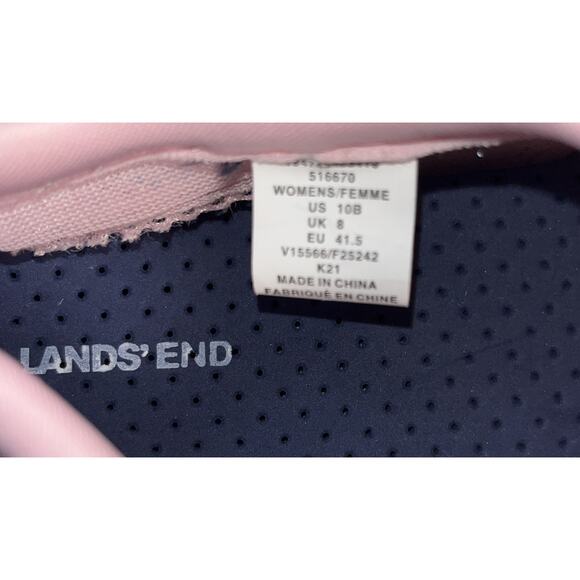 516670
WOMENS/FEMME
US 10B
UK 8
EU 41.5
V15566/F25242
K21
MADE IN CHINA
FABRIQUÉ EN CHINE
LANDS' END